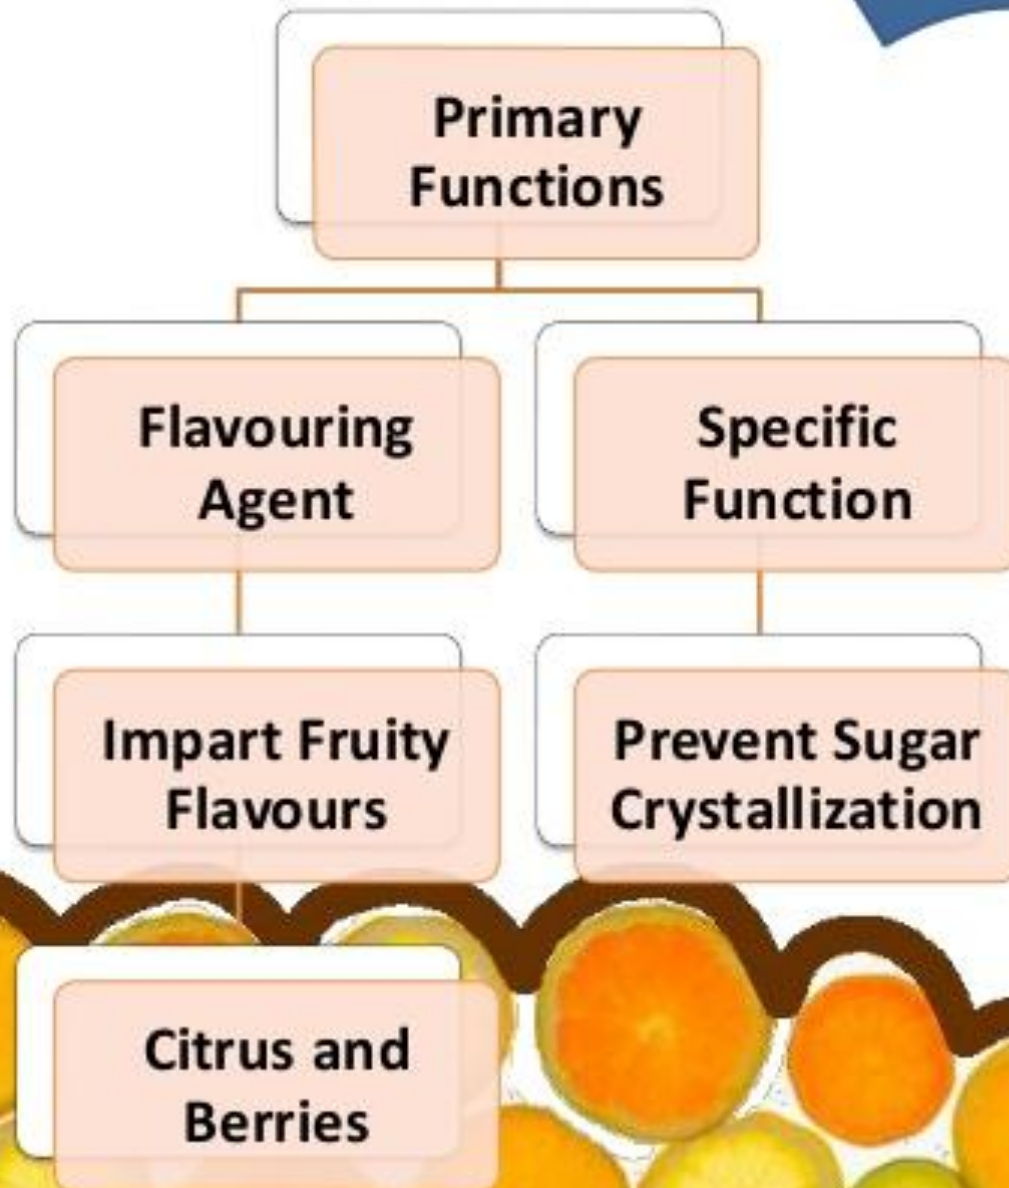 Primary
Functions
Flavouring
Agent
Specific
Function
Impart Fruity
Flavours
Prevent Sugar
Crystallization
Citrus and
Berries